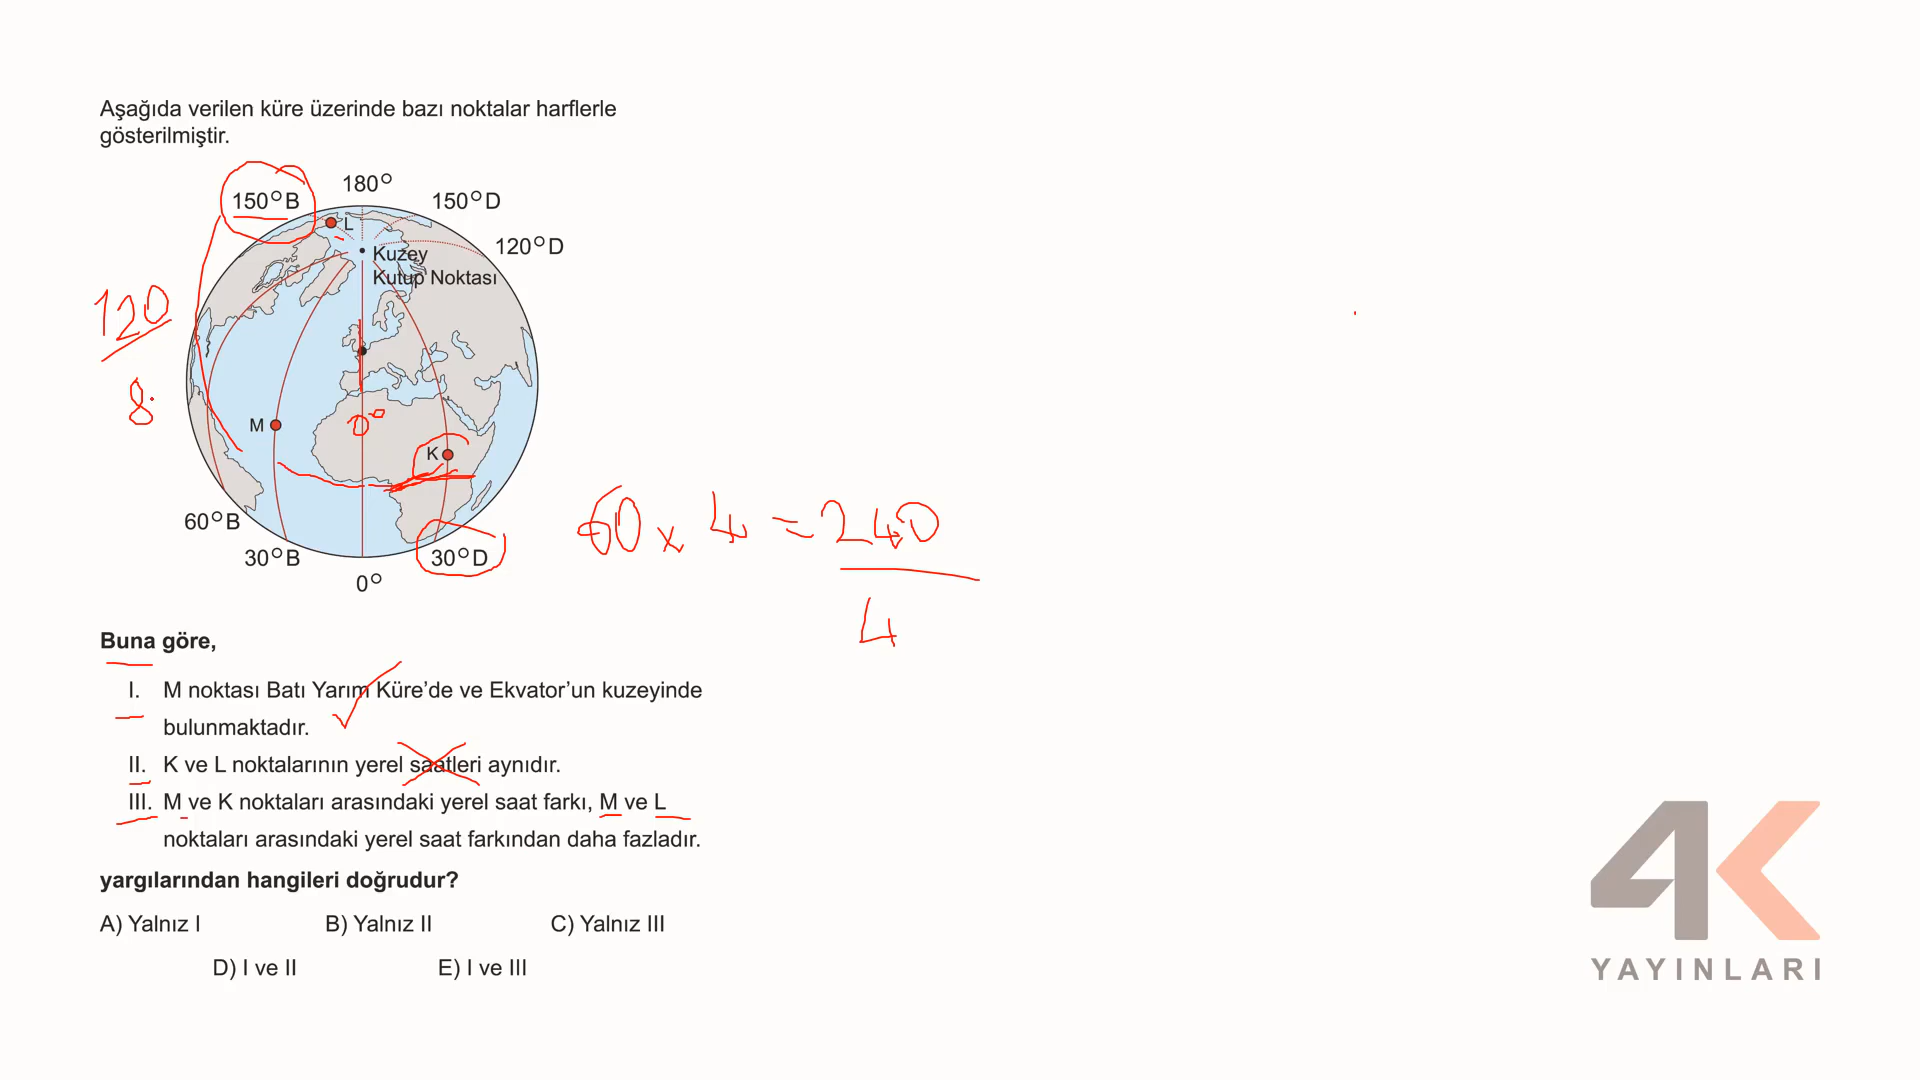 Aşağıda verilen küre üzerinde bazı noktalar harflerle
gösterilmiştir.
180°
150°B
150°D
L
120°D
Kuzey
Kutup Noktası
120
8
M
0°
K
60°B
30°B
30°D
0°
60 x 4 = 240
4
Buna göre,
I. M noktası Batı Yarım Küre’de ve Ekvator’un kuzeyinde
bulunmaktadır.
II. K ve L noktalarının yerel saatleri aynıdır.
III. M ve K noktaları arasındaki yerel saat farkı, M ve L
noktaları arasındaki yerel saat farkından daha fazladır.
yargılarından hangileri doğrudur?
A) Yalnız I B) Yalnız II C) Yalnız III
D) I ve II E) I ve III
4K
YAYINLARI